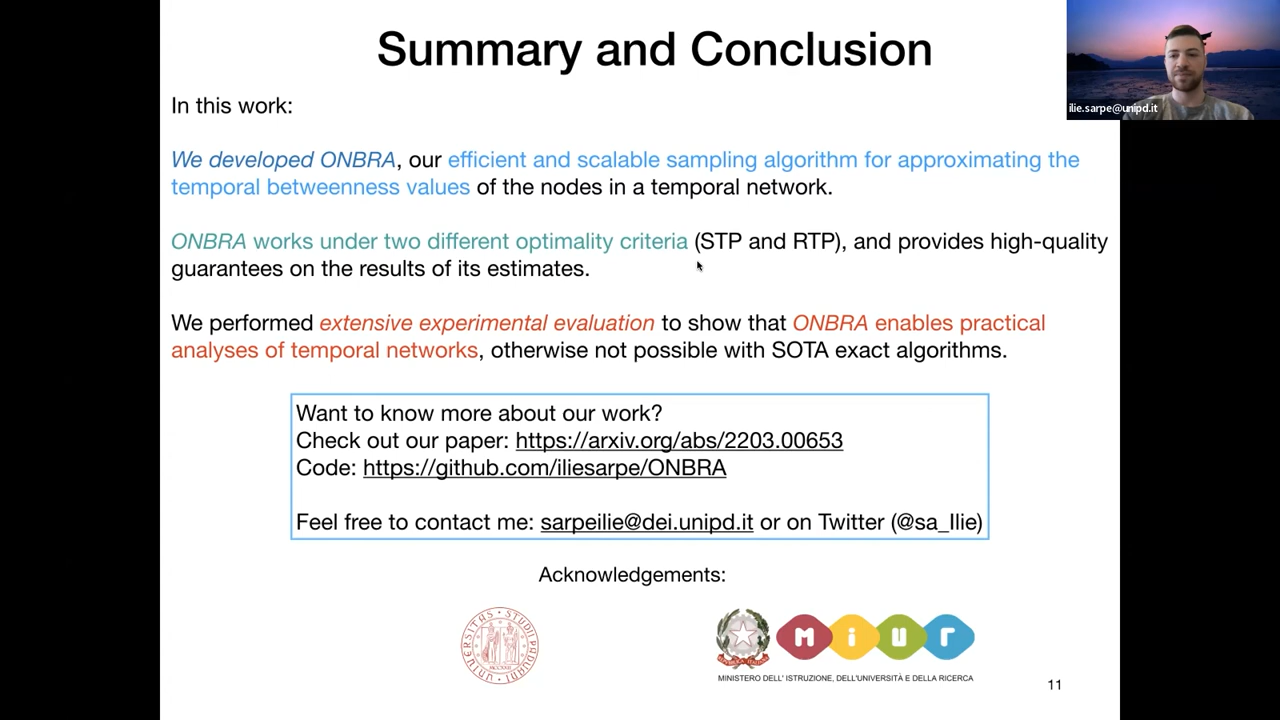 Summary and Conclusion
ilie.sarpe@unipd.it
In this work:
We developed ONBRA, our efficient and scalable sampling algorithm for approximating the
temporal betweenness values of the nodes in a temporal network.
ONBRA works under two different optimality criteria (STP and RTP), and provides high-quality
guarantees on the results of its estimates.
We performed extensive experimental evaluation to show that ONBRA enables practical
analyses of temporal networks, otherwise not possible with SOTA exact algorithms.
Want to know more about our work?
Check out our paper: https://arxiv.org/abs/2203.00653
Code: https://github.com/iliesarpe/ONBRA
Feel free to contact me: sarpeilie@dei.unipd.it or on Twitter (@sa_Ilie)
Acknowledgements:
miur
MINISTERO DELL' ISTRUZIONE, DELL'UNIVERSITÀ E DELLA RICERCA
11